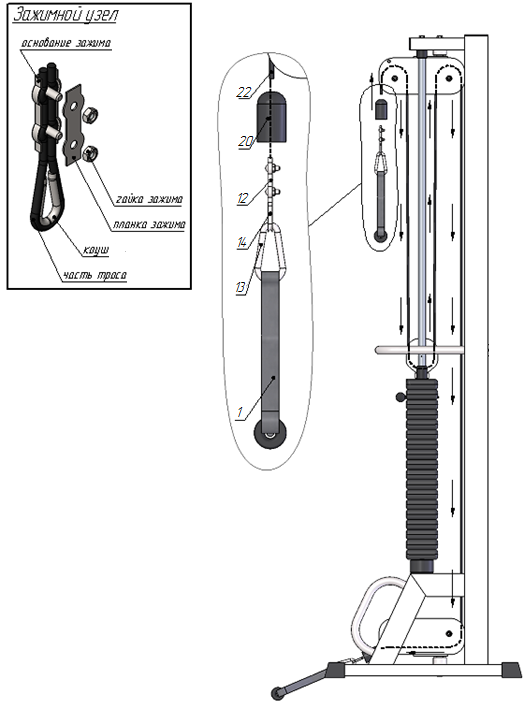 Зажимной узел
основание зажима
гайка зажима
планка зажима
коуш
часть троса
22
20
12
14
13
1